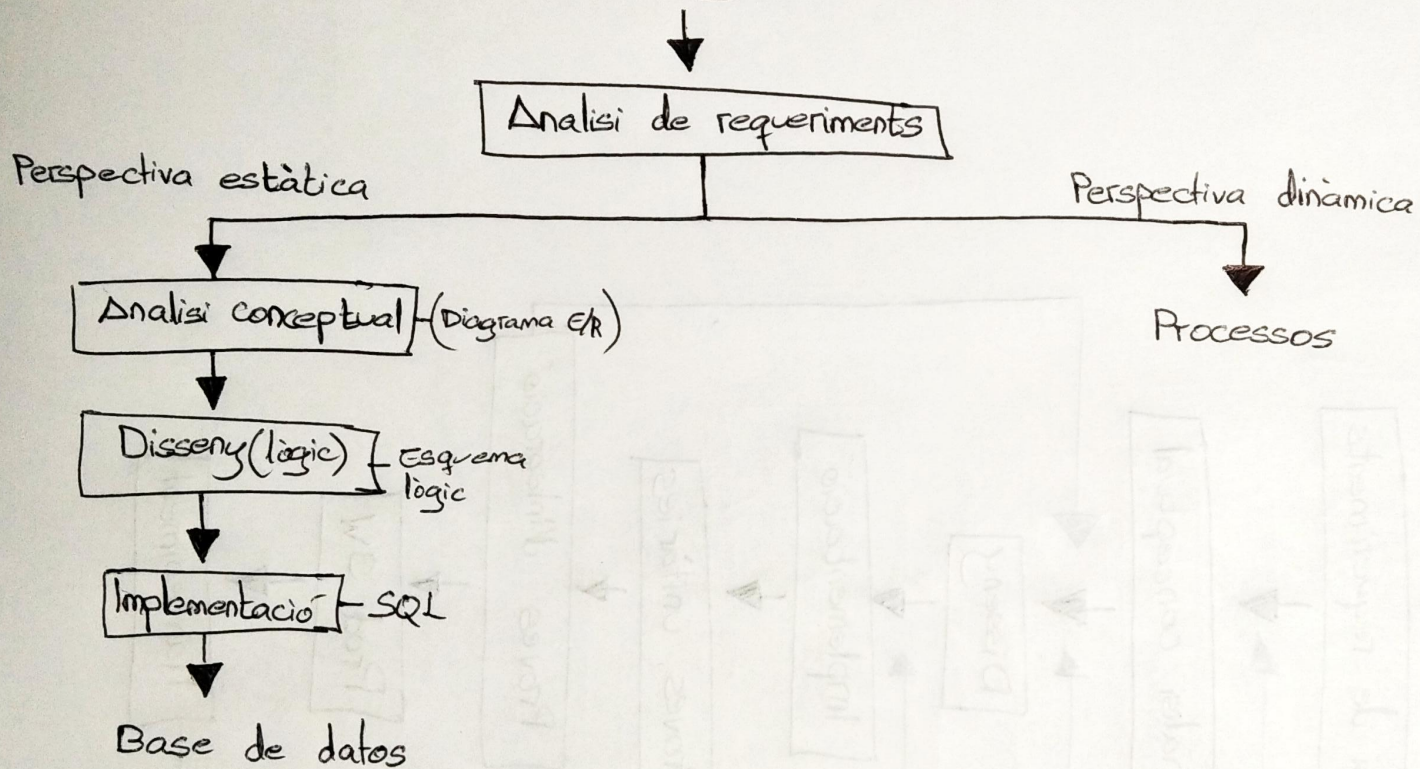 Analisi de requeriments
Perspectiva estàtica
Perspectiva dinàmica
Analisi conceptual (Diagrama E/R)
Processos
Disseny (lògic) Esquema
lògic
Implementació SQL
Base de datos